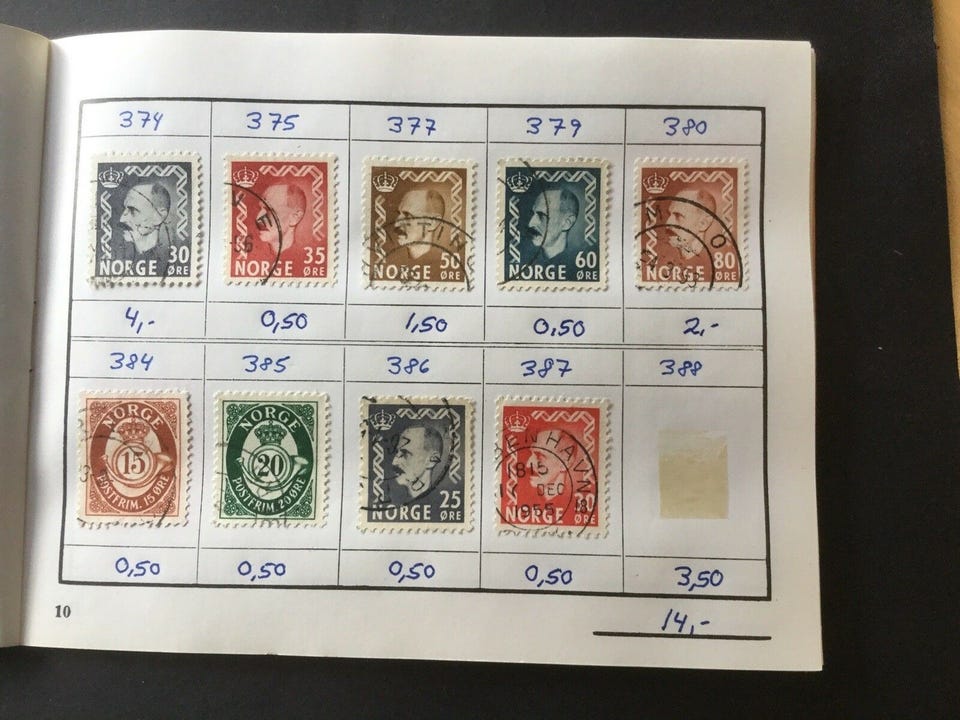 374 375 377 379 380
30 NORGE ØRE
35 NORGE ØRE
50 NORGE ØRE
60 NORGE ØRE
80 NORGE ØRE
4,- 0,50 1,50 0,50 2,-
384 385 386 387 388
NORGE
15
POSTFRIM. 15 ØRE
NORGE
20
POSTFRIM. 20 ØRE
25
NORGE ØRE
ENHAVN
1815
DEC
1955
NORGE ØRE
0,50 0,50 0,50 0,50 3,50
10
14,-